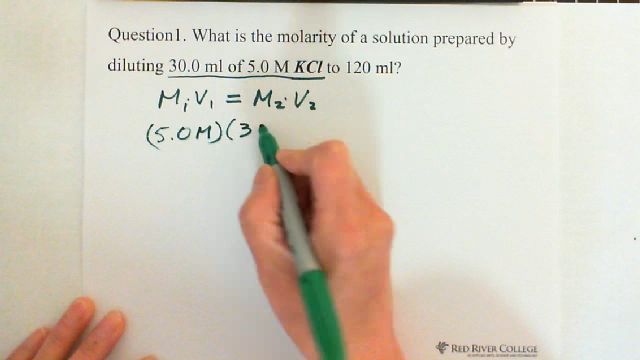 Question1. What is the molarity of a solution prepared by
diluting 30.0 ml of 5.0 M KCl to 120 ml?
M₁V₁ = M₂·V₂
(5.0M)(3
RED RIVER COLLEGE